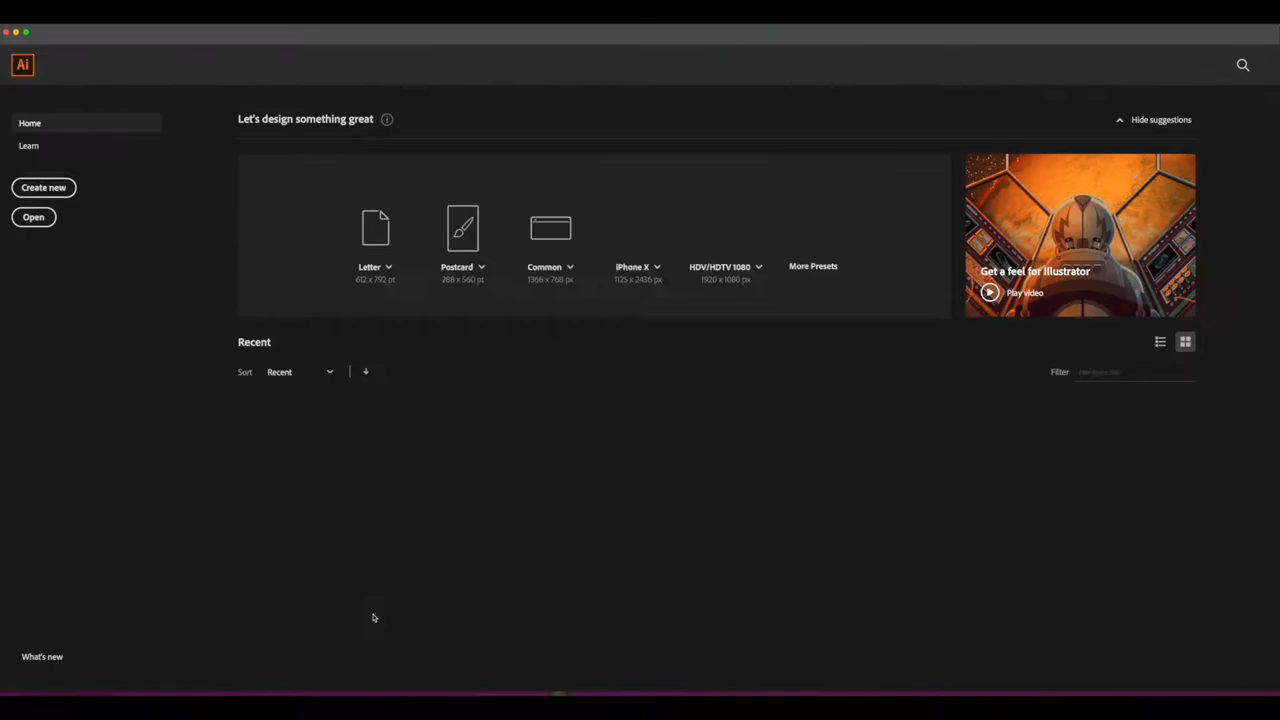 Ai
Home
Learn
Create new
Open
Let's design something great
Hide suggestions
Letter
612 x 792 pt
Postcard
288 x 560 pt
Common
1366 x 768 px
iPhone X
1125 x 2436 px
HDV/HDTV 1080
1920 x 1080 px
More Presets
Get a feel for Illustrator
Play video
Recent
Sort Recent
Filter
What's new